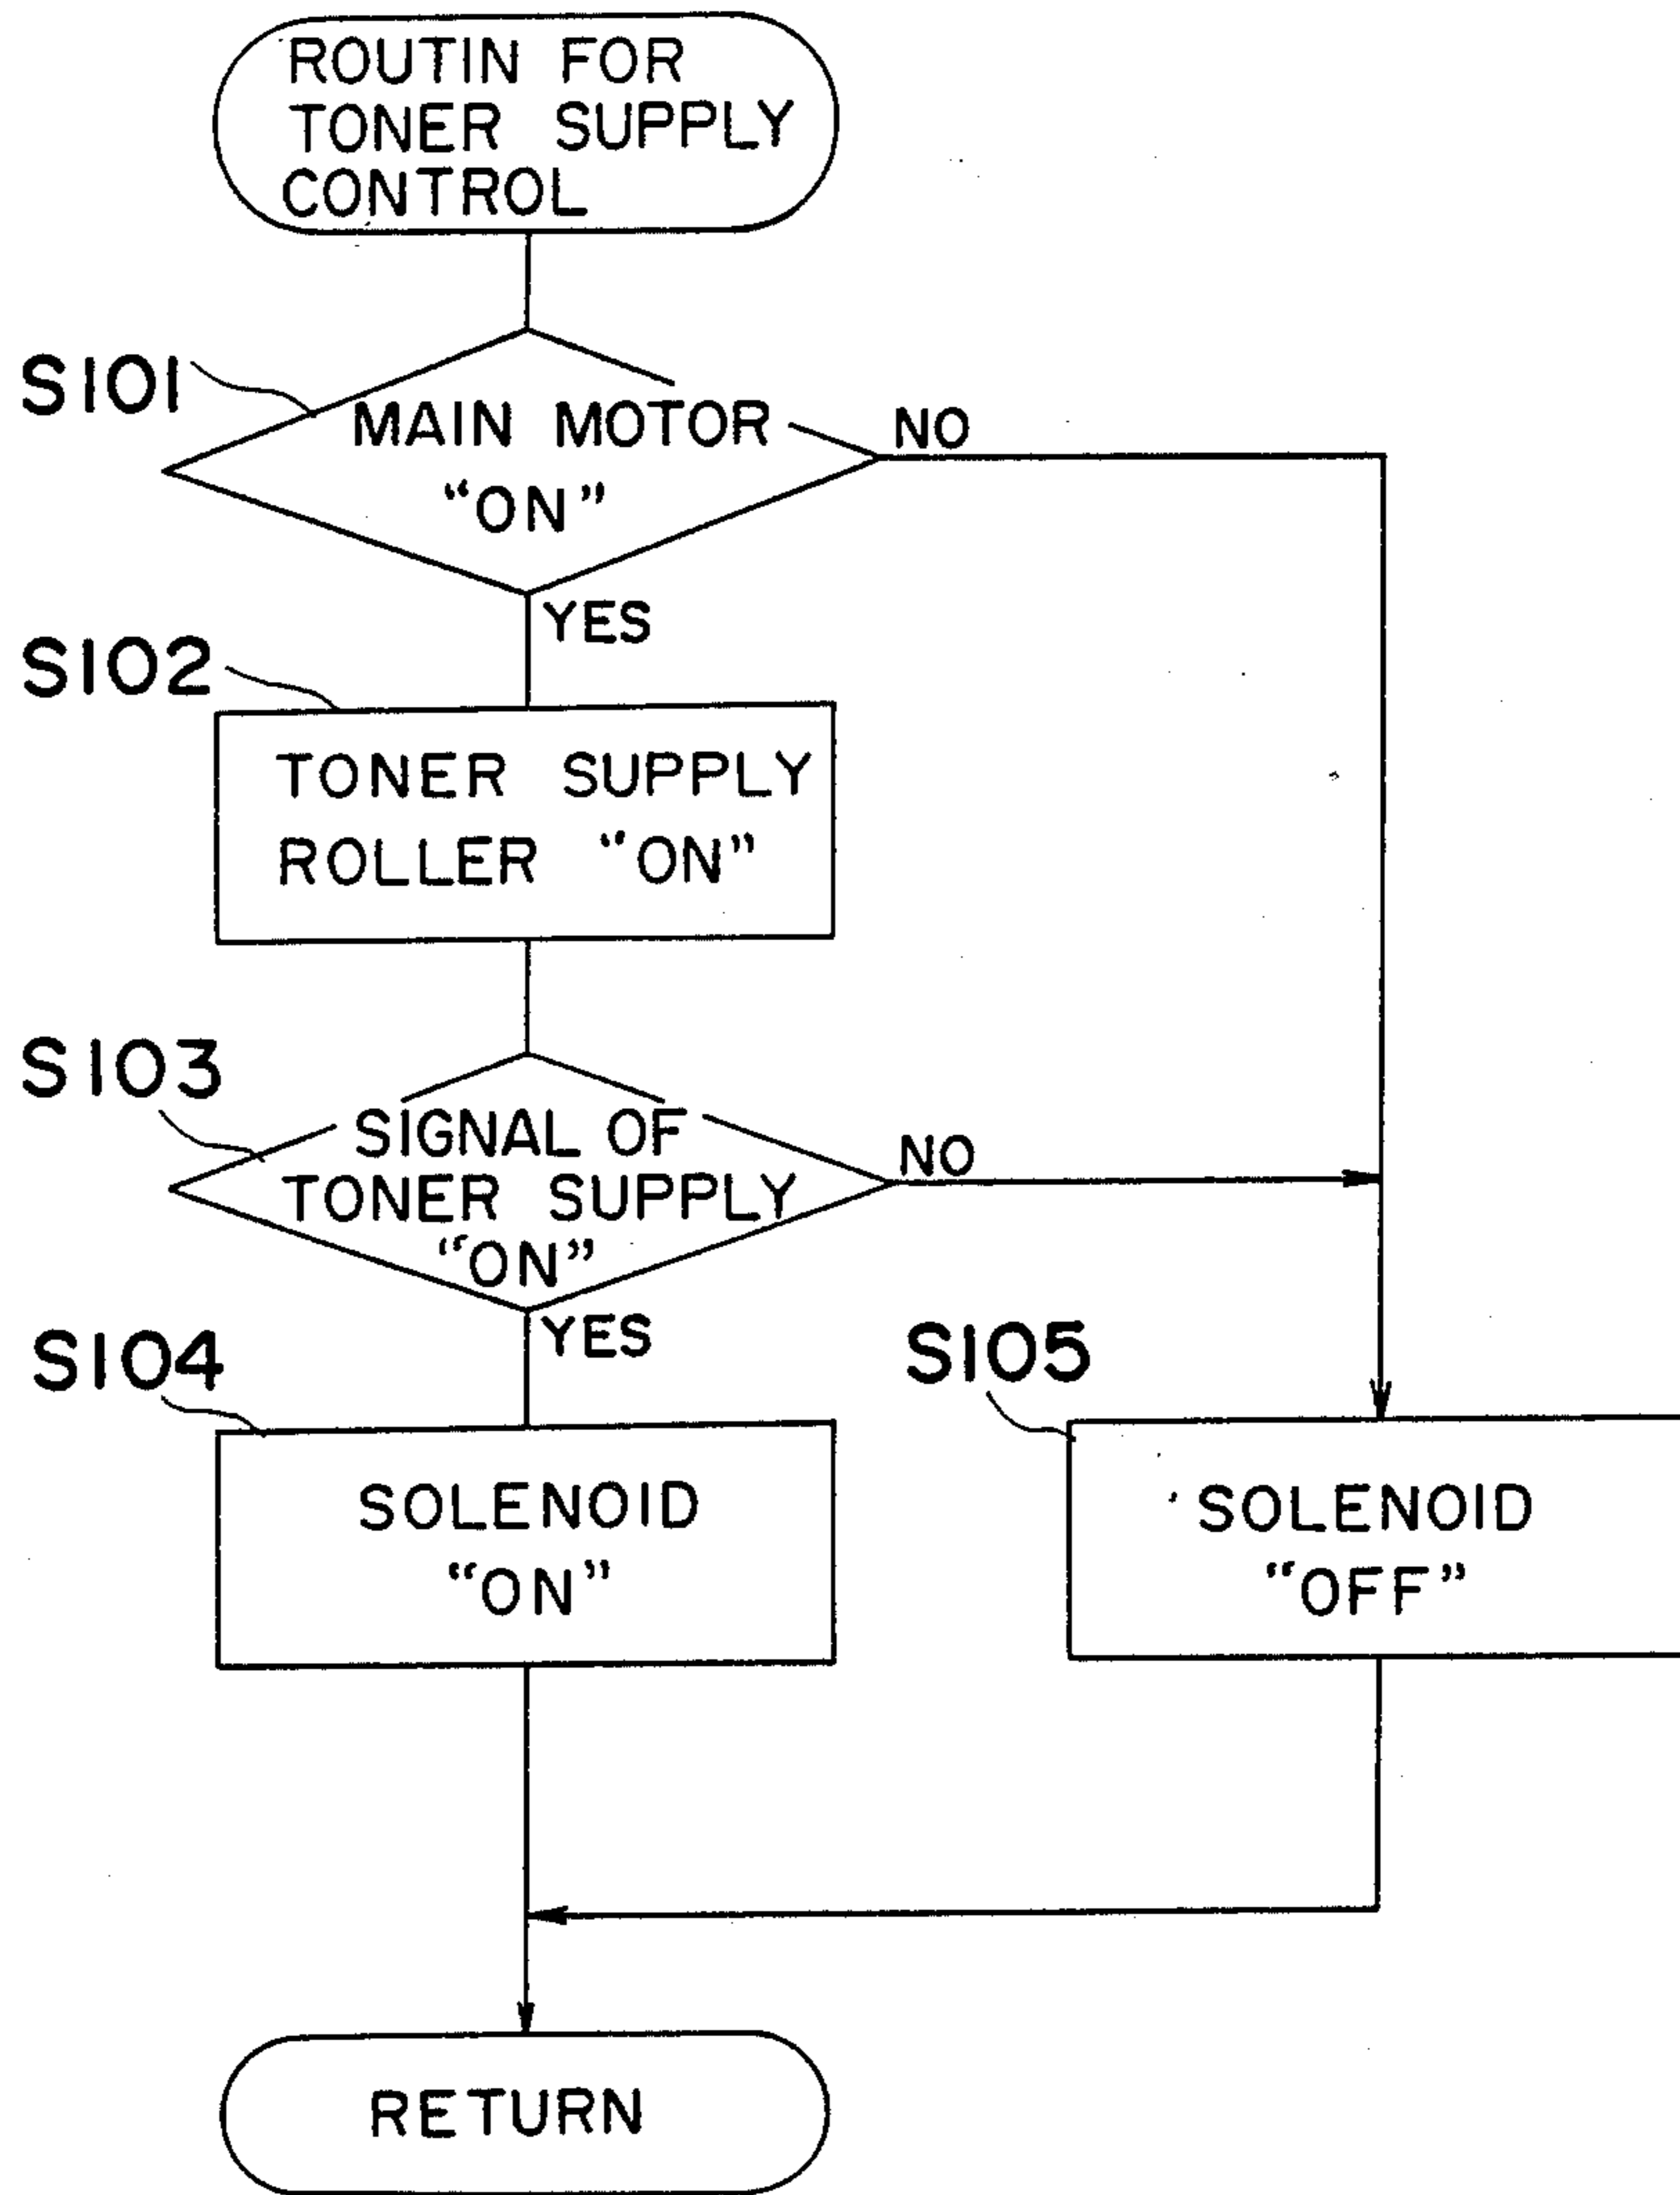 ROUTIN FOR
TONER SUPPLY
CONTROL
S101
MAIN MOTOR
“ON”
NO
YES
S102
TONER SUPPLY
ROLLER “ON”
S103
SIGNAL OF
TONER SUPPLY
“ON”
NO
YES
S104
SOLENOID
“ON”
S105
SOLENOID
“OFF”
RETURN